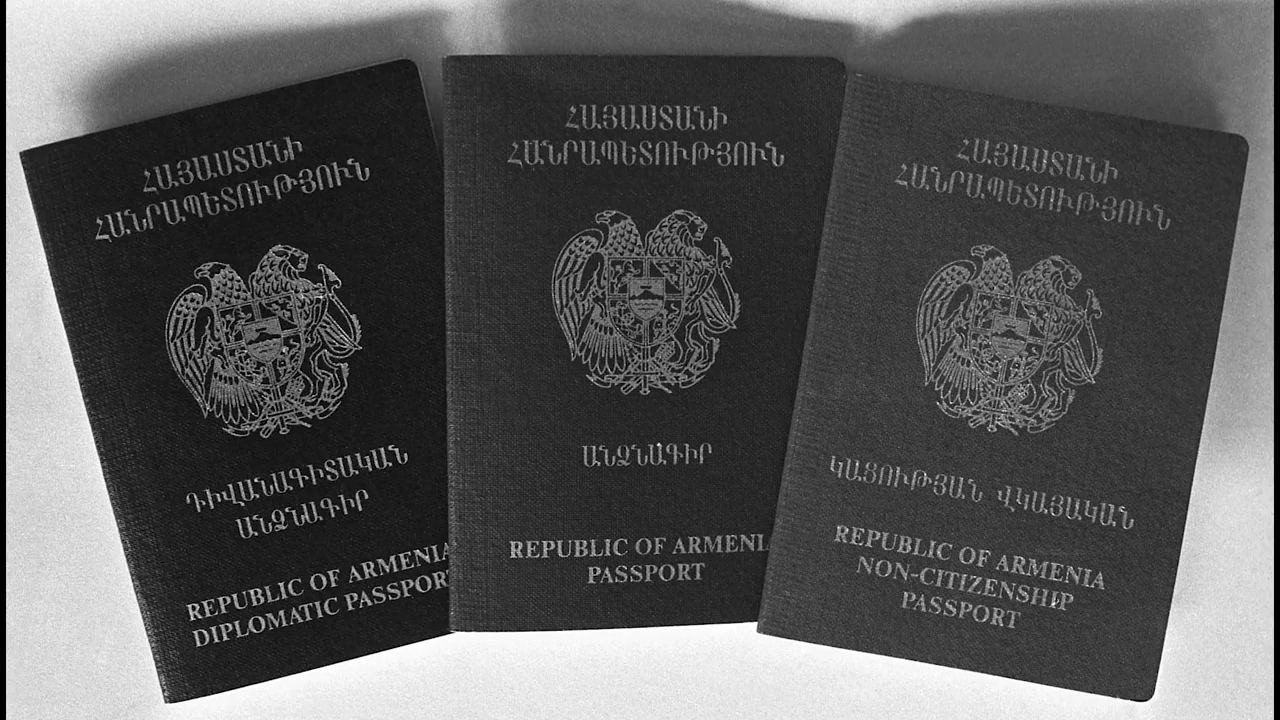 ՀԱՅԱՍՏԱՆԻ
ՀԱՆՐԱՊԵՏՈՒԹՅՈՒՆ
ԴԻՎԱՆԱԳԻՏԱԿԱՆ
ԱՆՁՆԱԳԻՐ
REPUBLIC OF ARMENIA
DIPLOMATIC PASSPORT
ՀԱՅԱՍՏԱՆԻ
ՀԱՆՐԱՊԵՏՈՒԹՅՈՒՆ
ԱՆՁՆԱԳԻՐ
REPUBLIC OF ARMENIA
PASSPORT
ՀԱՅԱՍՏԱՆԻ
ՀԱՆՐԱՊԵՏՈՒԹՅՈՒՆ
ԿԱՑՈՒԹՅԱՆ ՎԿԱՅԱԿԱՆ
REPUBLIC OF ARMENIA
NON-CITIZENSHIP
PASSPORT